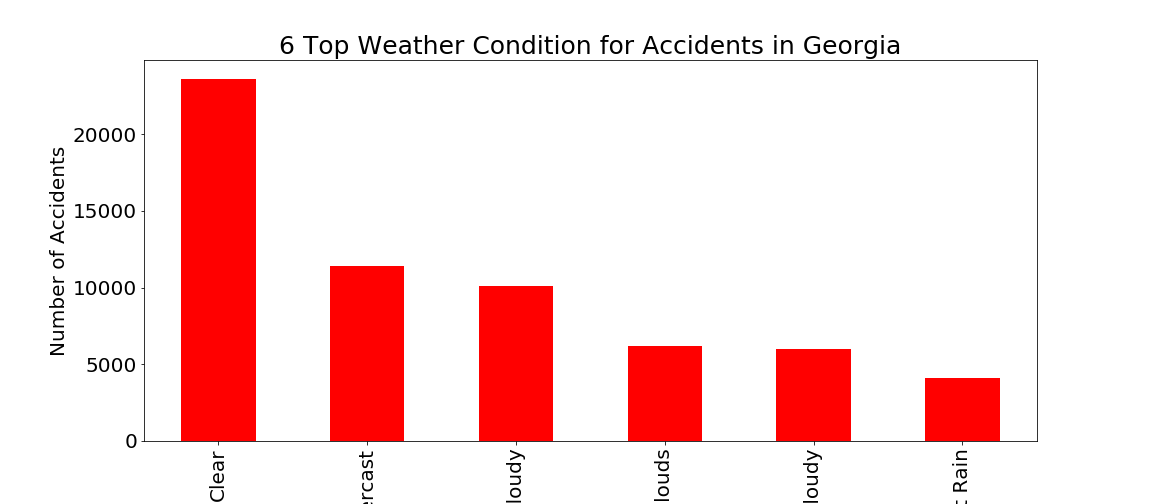 6 Top Weather Condition for Accidents in Georgia
Number of Accidents
20000
15000
10000
5000
0
Clear
ercast
loudy
louds
loudy
Rain